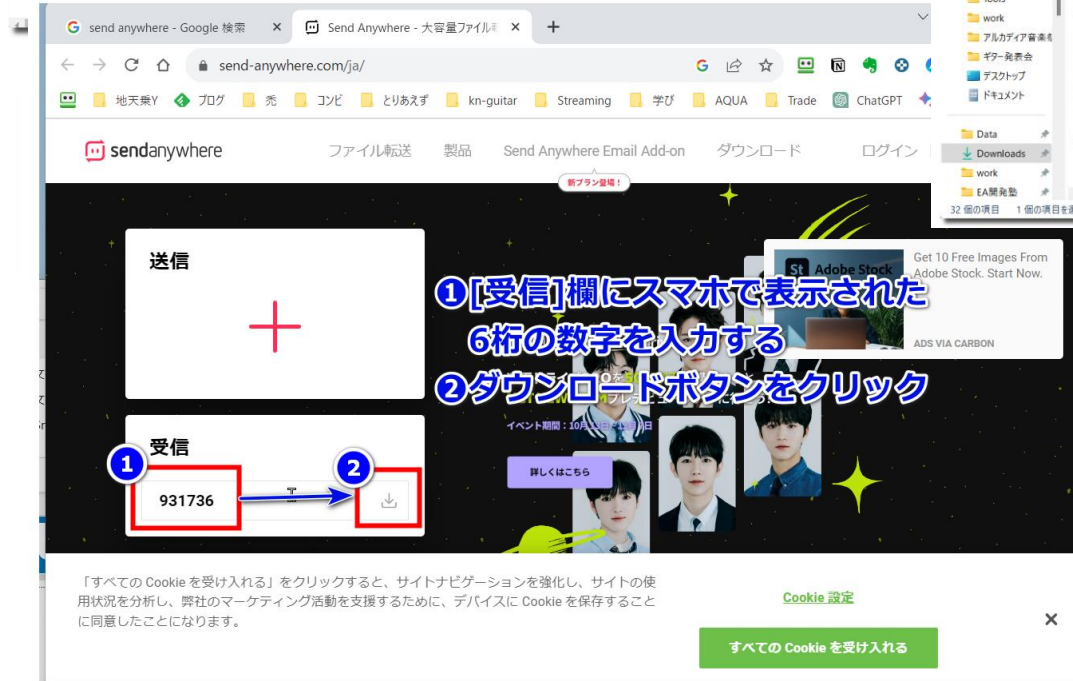 send anywhere - Google 検索
Send Anywhere - 大容量ファイル
send-anywhere.com/ja/
地天乗Y
ブログ
禿
コンビ
とりあえず
kn-guitar
Streaming
学び
AQUA
Trade
ChatGPT
work
アルカディア音楽
ギター発表会
デスクトップ
ドキュメント
Data
Downloads
work
EA開発塾
32 個の項目
sendanywhere
ファイル転送
製品
Send Anywhere Email Add-on
ダウンロード
ログイン
新プラン登場！
送信
St Adobe Stock
Get 10 Free Images From
Adobe Stock. Start Now.
ADS VIA CARBON
❶[受信]欄にスマホで表示された
6桁の数字を入力する
❷ダウンロードボタンをクリック
詳しくはこちら
受信
1
2
931736
「すべての Cookie を受け入れる」をクリックすると、サイトナビゲーションを強化し、サイトの使
用状況を分析し、弊社のマーケティング活動を支援するために、デバイスに Cookie を保存すること
に同意したことになります。
Cookie 設定
すべての Cookie を受け入れる